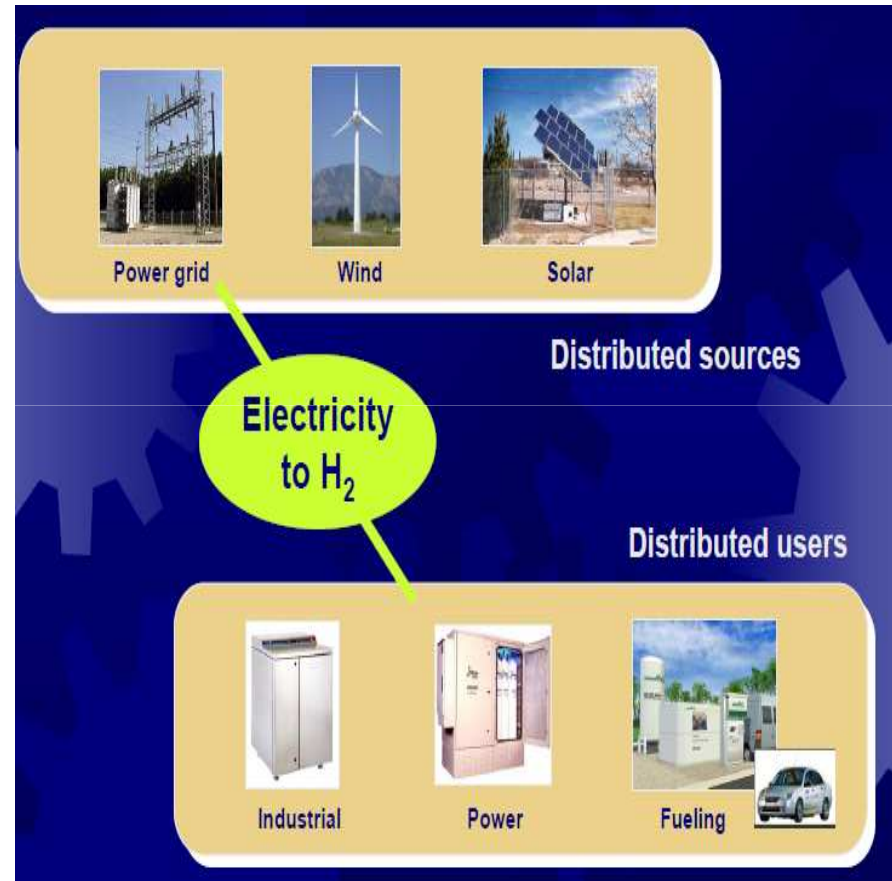 Power grid
Wind
Solar
Distributed sources
Electricity
to H₂
Distributed users
Industrial
Power
Fueling